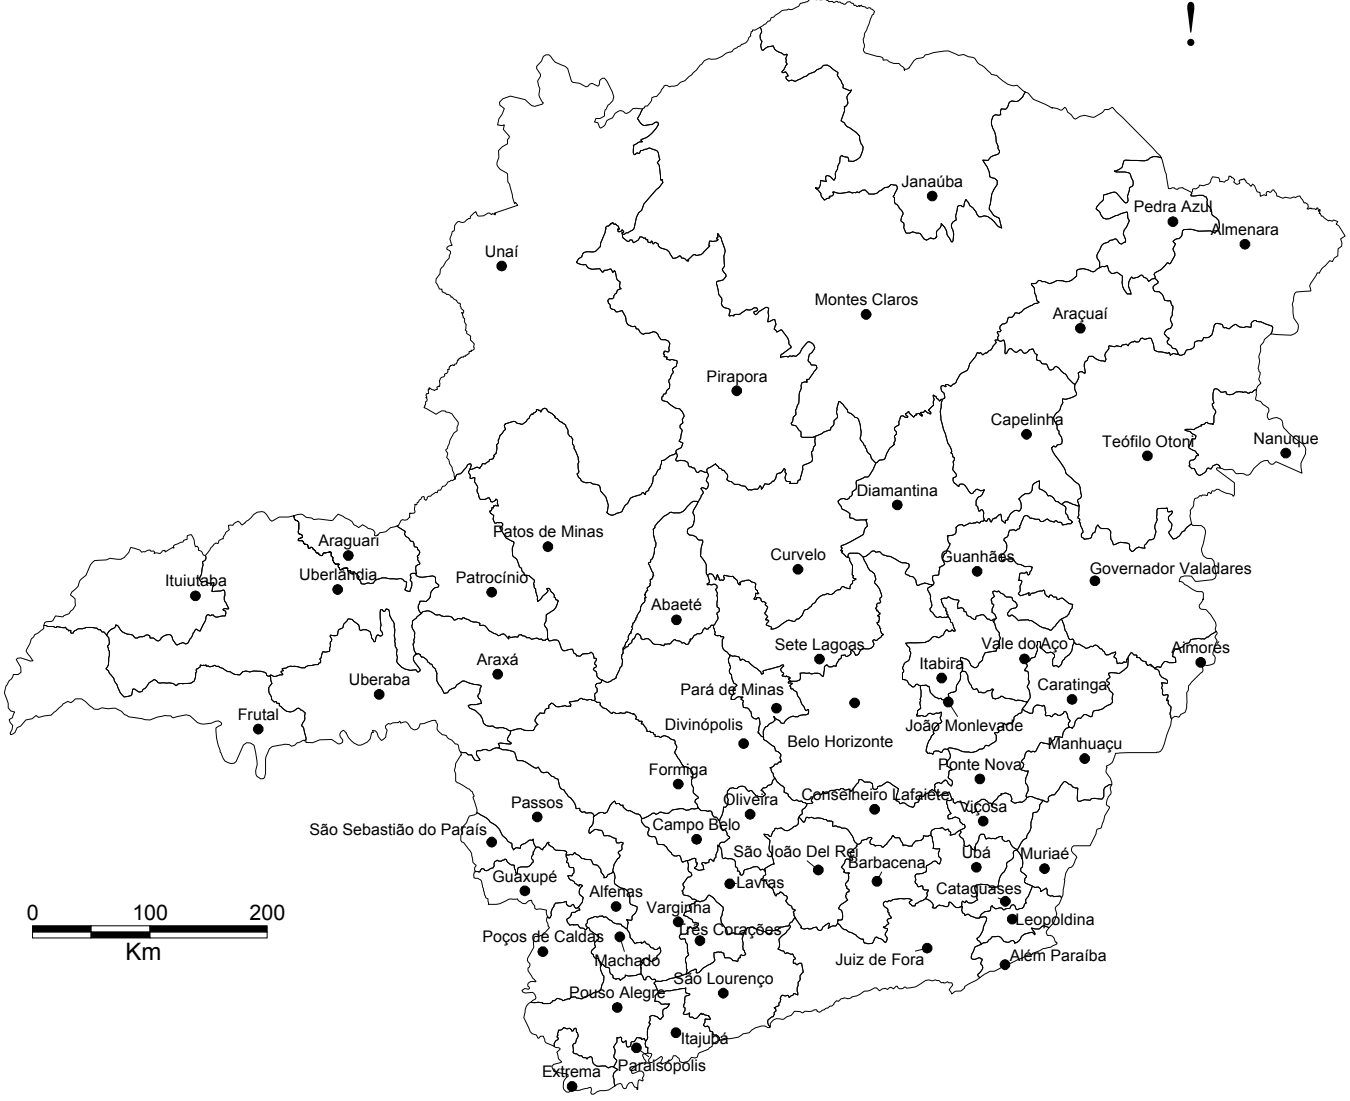 !
Janaúba
Pedra Azul
Almenara
Unaí
Montes Claros
Araçuaí
Pirapora
Capelinha
Teófilo Otoni
Nanuque
Diamantina
Patos de Minas
Araguari
Curvelo
Guanhães
Governador Valadares
Ituiutaba
Uberlândia
Patrocínio
Abaeté
Sete Lagoas
Vale do Aço
Aimorés
Araxá
Itabira
Uberaba
Pará de Minas
Caratinga
Frutal
Divinópolis
João Monlevade
Belo Horizonte
Manhuaçu
Formiga
Ponte Nova
Passos
Oliveira
Conselheiro Lafaiete
Viçosa
São Sebastião do Paraís
Campo Belo
São João Del Rei
Barbacena
Ubá
Muriaé
Guaxupé
Alfenas
Lavras
Cataguases
0 100 200
Km
Varginha
Leopoldina
Poços de Caldas
Três Corações
Machado
Juiz de Fora
Além Paraíba
Pouso Alegre
São Lourenço
Itajubá
Paraisópolis
Extrema